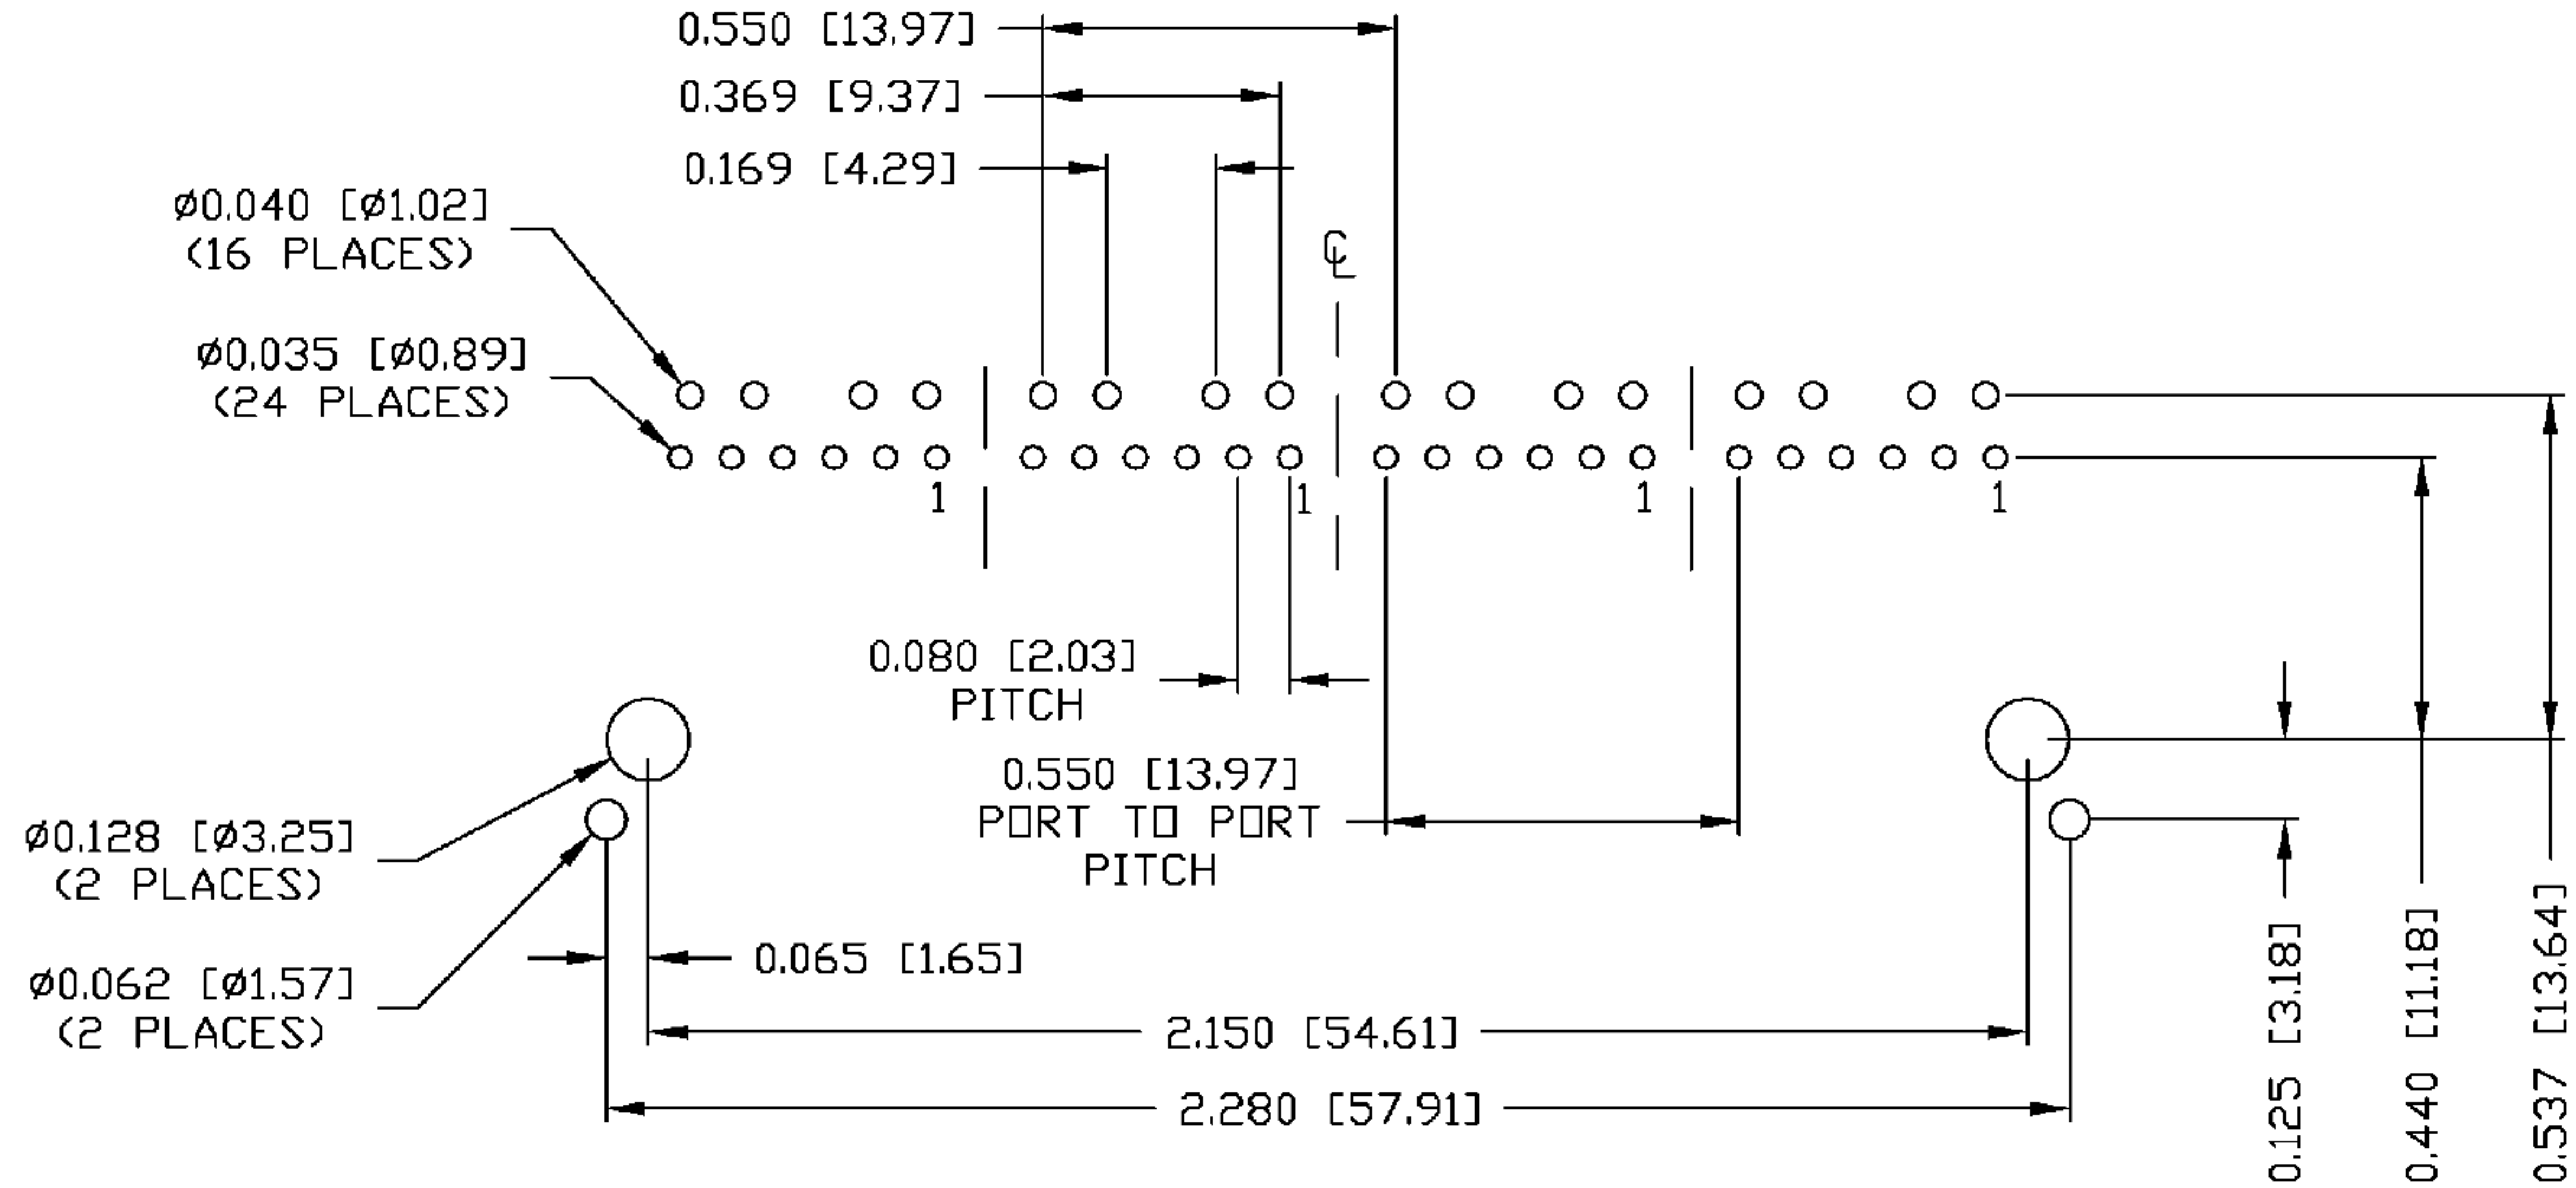 0.550 [13.97]
0.369 [9.37]
0.169 [4.29]
ø0.040 [ø1.02]
(16 PLACES)
℄
ø0.035 [ø0.89]
(24 PLACES)
1
1
1
1
0.080 [2.03]
PITCH
0.550 [13.97]
PORT TO PORT
PITCH
ø0.128 [ø3.25]
(2 PLACES)
0.065 [1.65]
ø0.062 [ø1.57]
(2 PLACES)
2.150 [54.61]
2.280 [57.91]
0.125 [3.18]
0.440 [11.18]
0.537 [13.64]